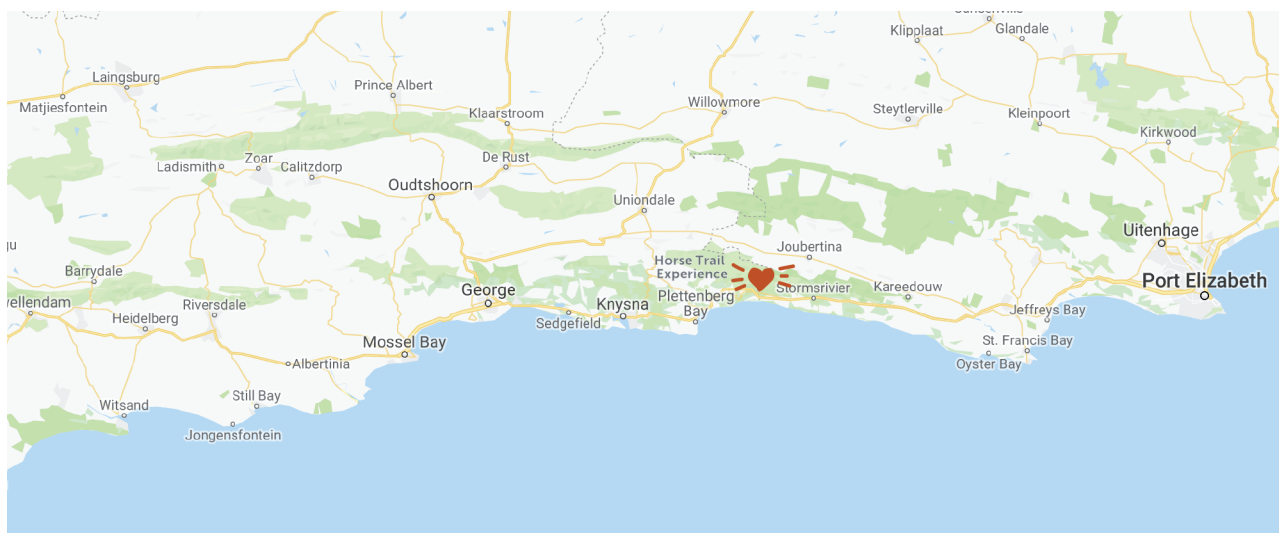 Klipplaat
Glandale
Laingsburg
Prince Albert
Matjiesfontein
Klaarstroom
Willowmore
Steytlerville
Kleinpoort
Kirkwood
De Rust
Ladismith
Zoar
Calitzdorp
Oudtshoorn
Uniondale
Uitenhage
Joubertina
Barrydale
Horse Trail
Experience
Port Elizabeth
George
Plettenberg
Bay
Stormsrivier
Kareedouw
Knysna
Riversdale
Heidelberg
Sedgefield
Jeffreys Bay
Mossel Bay
St. Francis Bay
Oyster Bay
Albertinia
Still Bay
Witsand
Jongensfontein